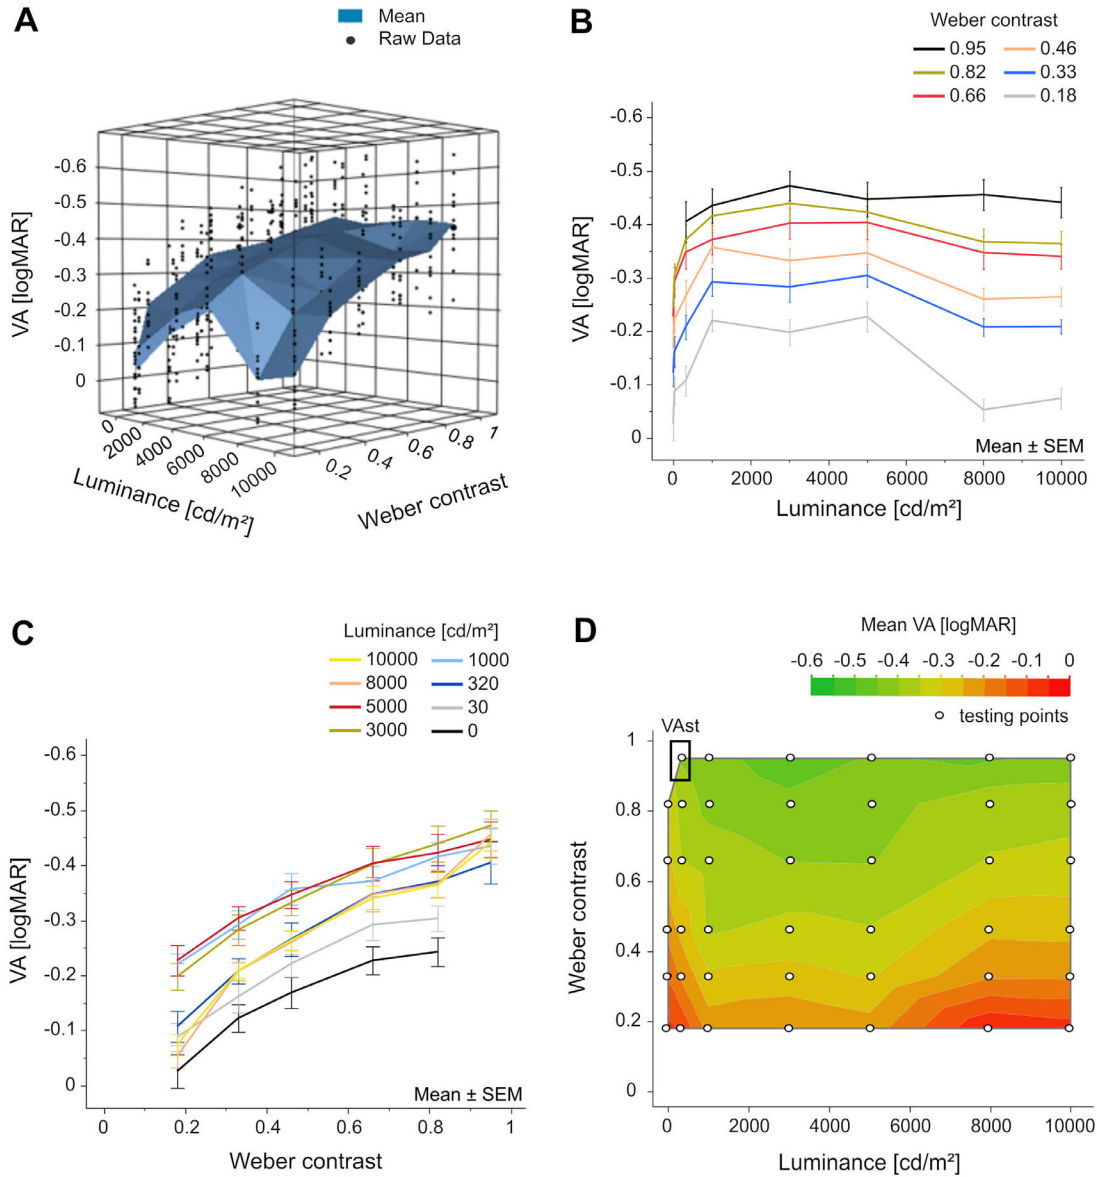 A
Mean
Raw Data
VA [logMAR]
-0.6
-0.5
-0.4
-0.3
-0.2
-0.1
0
0
2000
4000
6000
8000
10000
Luminance [cd/m²]
0.2
0.4
0.6
0.8
1
Weber contrast
B
Weber contrast
0.95 0.46
0.82 0.33
0.66 0.18
VA [logMAR]
-0.6
-0.5
-0.4
-0.3
-0.2
-0.1
0
Mean ± SEM
0 2000 4000 6000 8000 10000
Luminance [cd/m²]
C
Luminance [cd/m²]
10000 1000
8000 320
5000 30
3000 0
VA [logMAR]
-0.6
-0.5
-0.4
-0.3
-0.2
-0.1
0
Mean ± SEM
0 0.2 0.4 0.6 0.8 1
Weber contrast
D
Mean VA [logMAR]
-0.6 -0.5 -0.4 -0.3 -0.2 -0.1 0
testing points
VAst
Weber contrast
1
0.8
0.6
0.4
0.2
0
0 2000 4000 6000 8000 10000
Luminance [cd/m²]